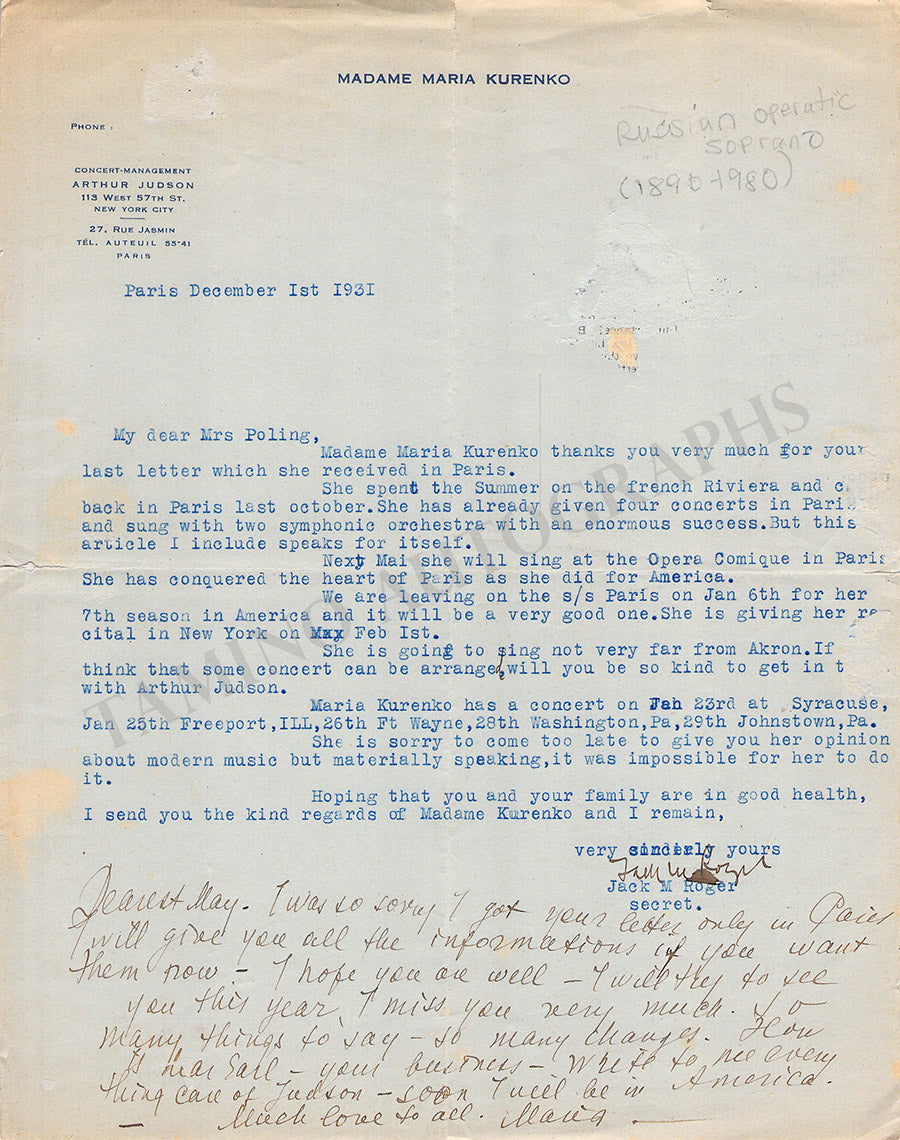 MADAME MARIA KURENKO
Russian operatic
soprano
(1890-1980)
PHONE :
CONCERT-MANAGEMENT
ARTHUR JUDSON
113 WEST 57TH ST.
NEW YORK CITY
27, RUE JASMIN
TÉL. AUTEUIL 55-41
PARIS
Paris December Ist I93I
My dear Mrs Poling,
Madame Maria Kurenko thanks you very much for your
last letter which she received in Paris.
She spent the Summer on the french Riviera and
back in Paris last october.She has already given four concerts in Paris
and sung with two symphonic orchestra with an enormous success.But this
article I include speaks for itself.
Next Mai she will sing at the Opera Comique in Paris
She has conquered the heart of Paris as she did for America.
We are leaving on the s/s Paris on Jan 6th for her
7th season in America and it will be a very good one.She is giving her re
cital in New York on Feb Ist.
She is going to sing not very far from Akron.If
think that some concert can be arranged,will you be so kind to get in t
with Arthur Judson.
Maria Kurenko has a concert on Jan 23rd at Syracuse,
Jan 25th Freeport,ILL,26th Ft Wayne,28th Washington,Pa,29th Johnstown,Pa.
She is sorry to come too late to give you her opinion
about modern music but materially speaking,it was impossible for her to do
it.
Hoping that you and your family are in good health,
I send you the kind regards of Madame Kurenko and I remain,
very yours
Jack M Roger
Jack M Roger
secret.
Dearest May. I was so sorry I got your letter only in Paris
I will give you all the informations if you want
them now - I hope you are well - I will try to see
you this year, I miss you very much. So
many things to say - so many changes. How
is dear Earl - your business - Write to me every
thing care of Judson - soon I will be in America.
- Much love to all. Maria -
TAMINO AUTOGRAPHS